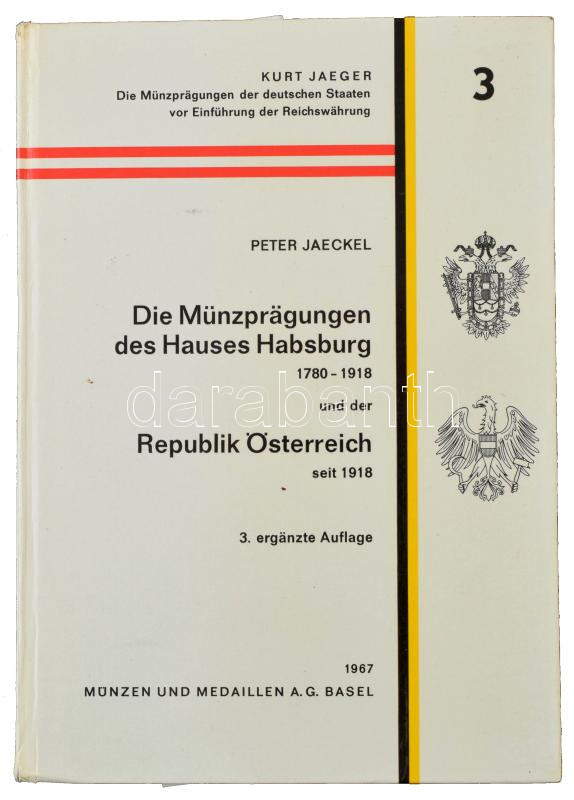 KURT JAEGER
Die Münzprägungen der deutschen Staaten
vor Einführung der Reichswährung
3
PETER JAECKEL
Die Münzprägungen
des Hauses Habsburg
1780–1918
und der
Republik Österreich
seit 1918
3. ergänzte Auflage
1967
MÜNZEN UND MEDAILLEN A.G. BASEL
darabanth